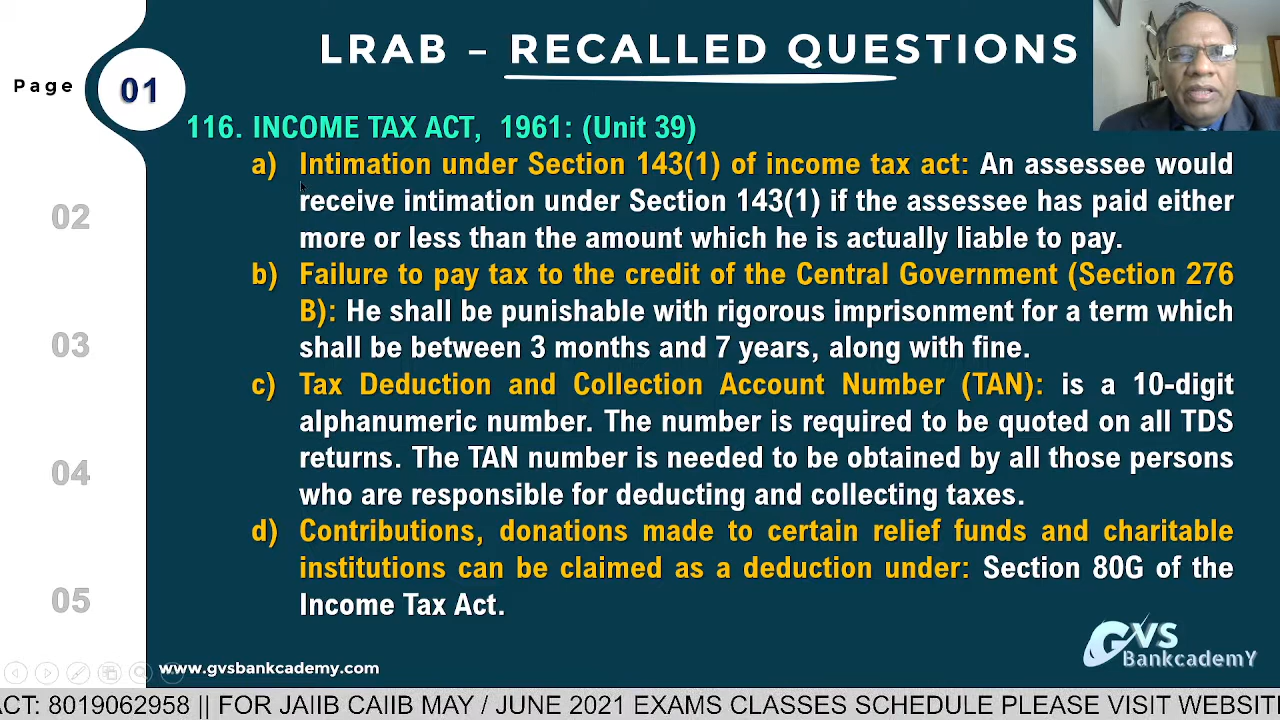 LRAB – RECALLED QUESTIONS
Page 01
116. INCOME TAX ACT, 1961: (Unit 39)
a) Intimation under Section 143(1) of income tax act: An assessee would
receive intimation under Section 143(1) if the assessee has paid either
more or less than the amount which he is actually liable to pay.
b) Failure to pay tax to the credit of the Central Government (Section 276
B): He shall be punishable with rigorous imprisonment for a term which
shall be between 3 months and 7 years, along with fine.
c) Tax Deduction and Collection Account Number (TAN): is a 10-digit
alphanumeric number. The number is required to be quoted on all TDS
returns. The TAN number is needed to be obtained by all those persons
who are responsible for deducting and collecting taxes.
d) Contributions, donations made to certain relief funds and charitable
institutions can be claimed as a deduction under: Section 80G of the
Income Tax Act.
02
03
04
05
GVS
BankcademY
www.gvsbankcademy.com
ACT: 8019062958 || FOR JAIIB CAIIB MAY / JUNE 2021 EXAMS CLASSES SCHEDULE PLEASE VISIT WEBSIT